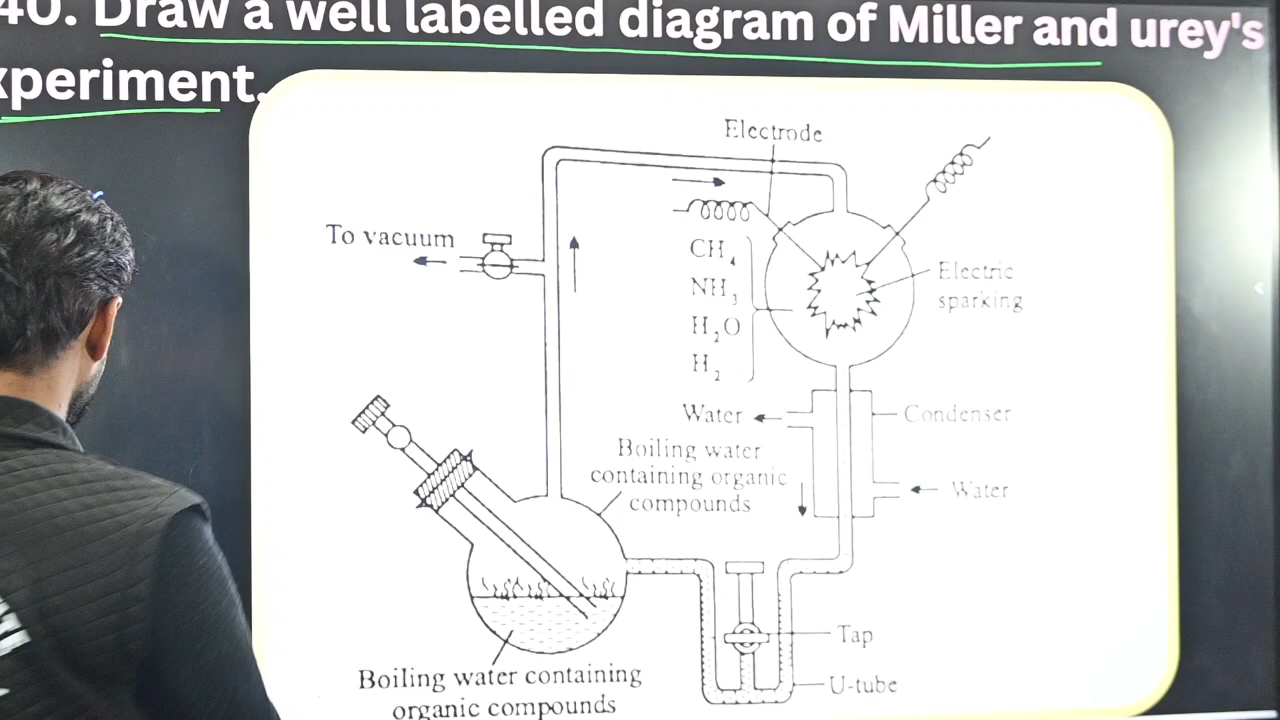 40. Draw a well labelled diagram of Miller and urey's
xperiment.
Electrode
To vacuum
CH4
NH3
H2O
H2
Electric
sparking
Water
Condenser
Boiling water
containing organic
compounds
Water
Tap
U-tube
Boiling water containing
organic compounds